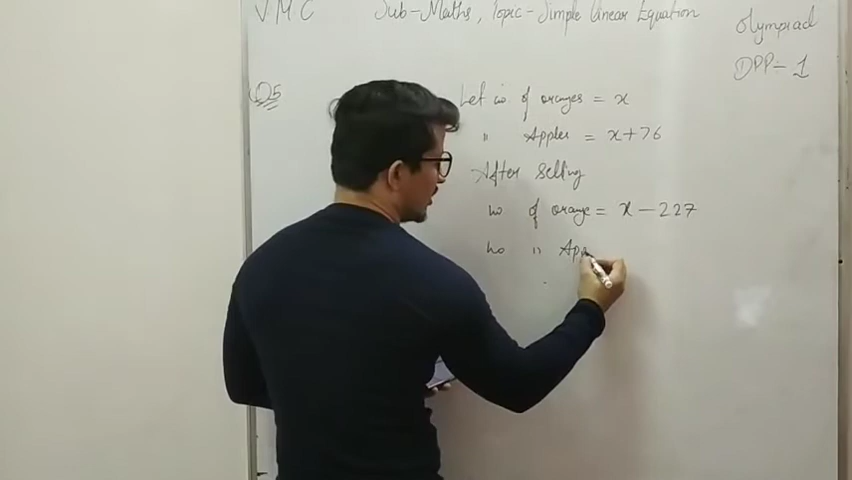 VMC Sub-Maths, Topic-Simple linear Equation
Olympiad
DPP-1
Q5 Let no of oranges = x
" Apples = x+76
After Selling
no of orange = x - 227
no " App